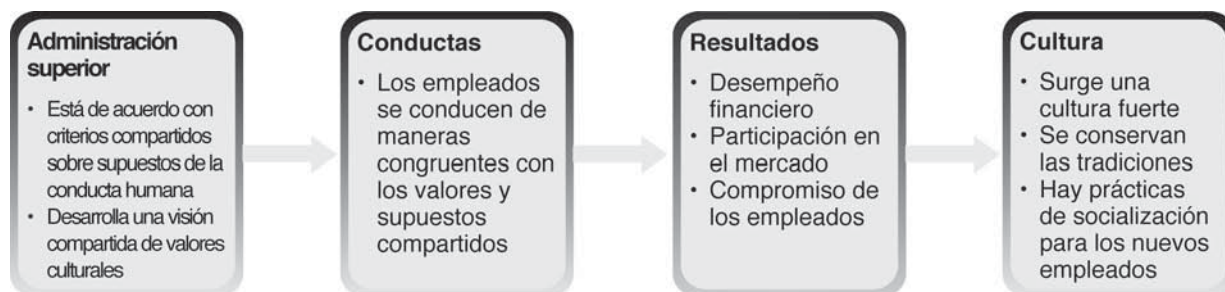 Administración
superior
• Está de acuerdo con
criterios compartidos
sobre supuestos de la
conducta humana
• Desarrolla una visión
compartida de valores
culturales
Conductas
• Los empleados
se conducen de
maneras
congruentes con
los valores y
supuestos
compartidos
Resultados
• Desempeño
financiero
• Participación en
el mercado
• Compromiso de
los empleados
Cultura
• Surge una
cultura fuerte
• Se conservan
las tradiciones
• Hay prácticas
de socialización
para los nuevos
empleados